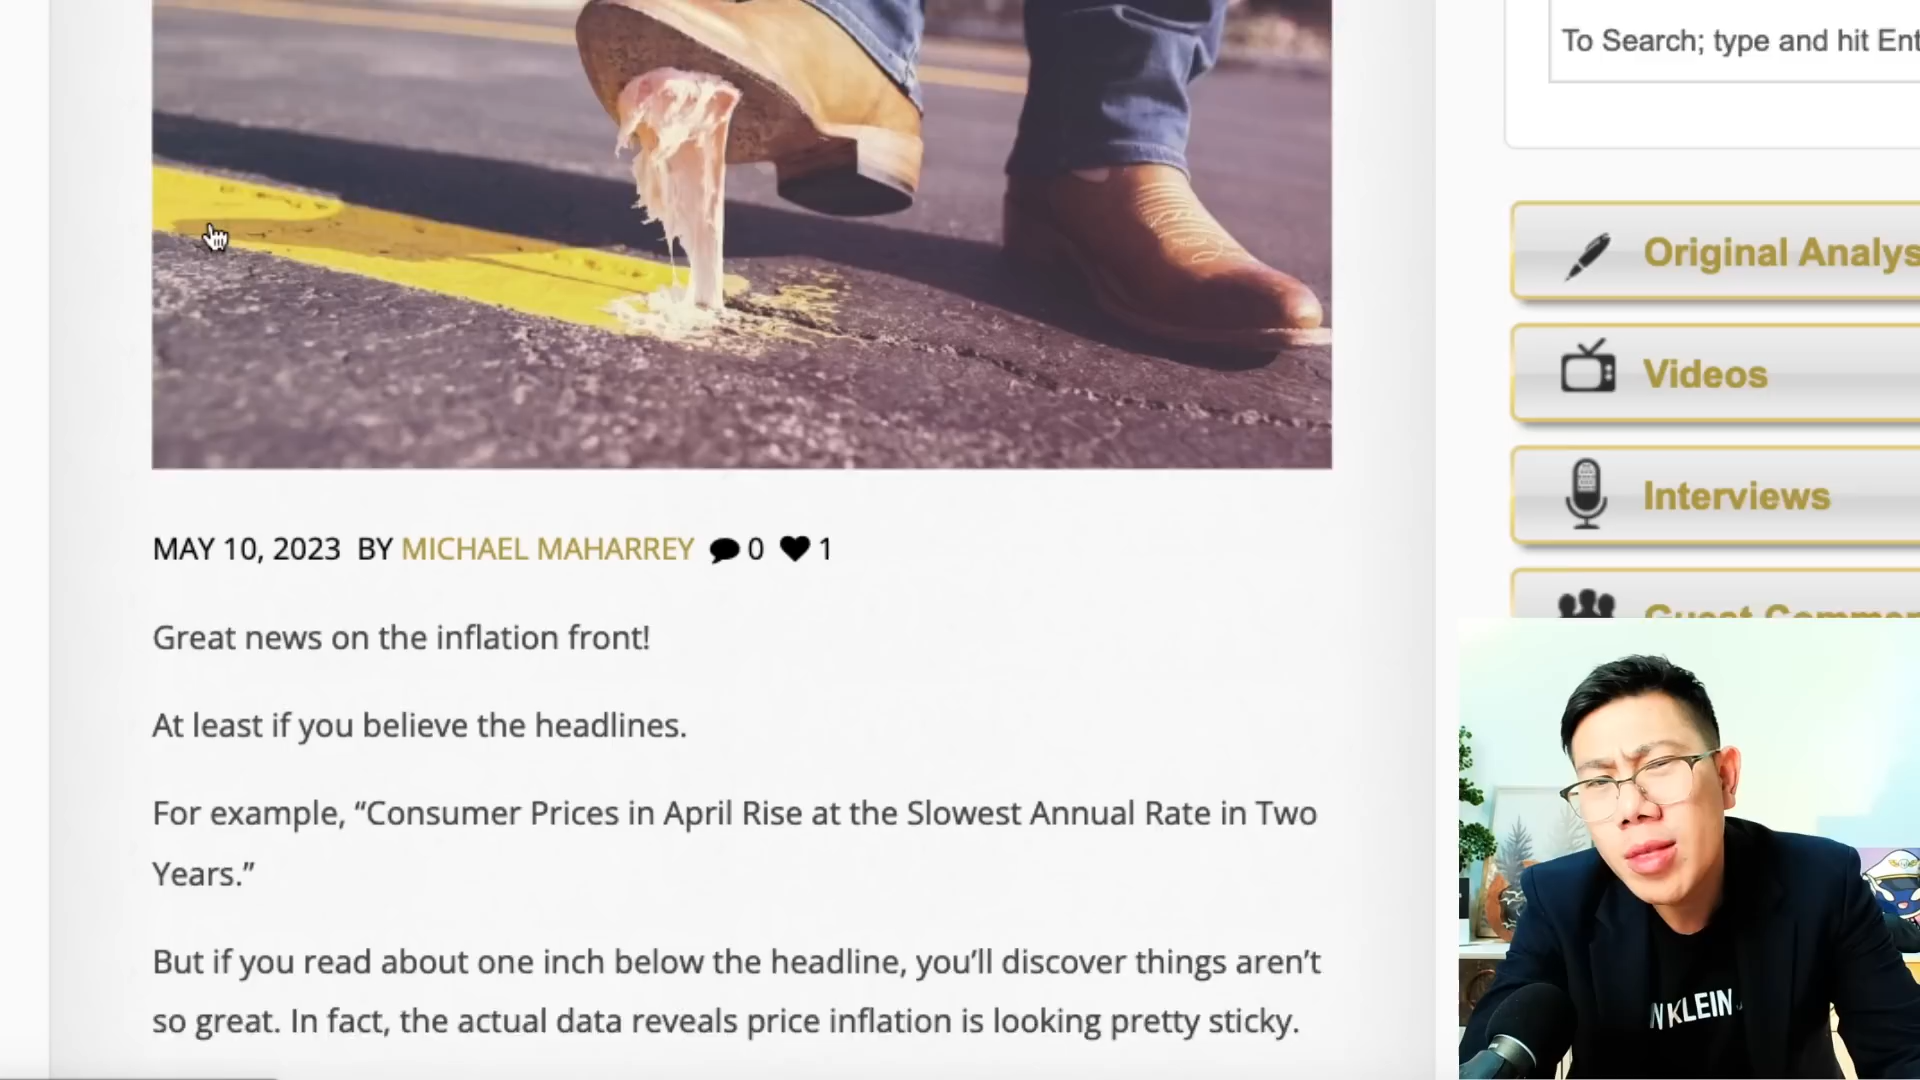 To Search; type and hit Ent
Original Analys
Videos
Interviews
MAY 10, 2023 BY MICHAEL MAHARREY 0 1
Great news on the inflation front!
At least if you believe the headlines.
For example, “Consumer Prices in April Rise at the Slowest Annual Rate in Two
Years.”
But if you read about one inch below the headline, you’ll discover things aren’t
so great. In fact, the actual data reveals price inflation is looking pretty sticky.
KLEIN